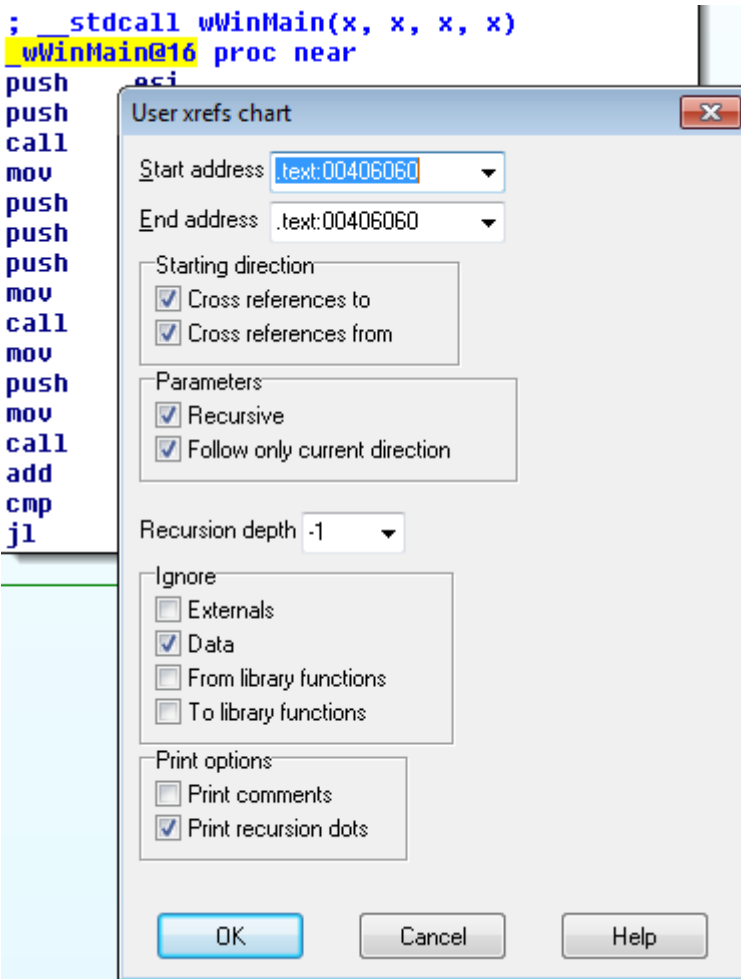 ; __stdcall wWinMain(x, x, x, x)
_wWinMain@16 proc near
push esi
push
call
mov
push
push
push
mov
call
mov
push
mov
call
add
cmp
jl
User xrefs chart
Start address .text:00406060
End address .text:00406060
Starting direction
Cross references to
Cross references from
Parameters
Recursive
Follow only current direction
Recursion depth -1
Ignore
Externals
Data
From library functions
To library functions
Print options
Print comments
Print recursion dots
OK Cancel Help